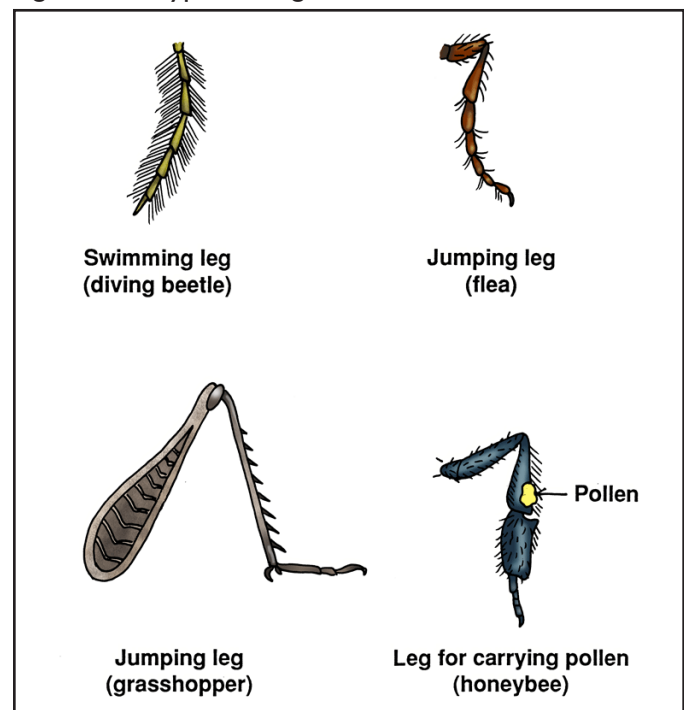 Swimming leg
(diving beetle)
Jumping leg
(flea)
Pollen
Jumping leg
(grasshopper)
Leg for carrying pollen
(honeybee)